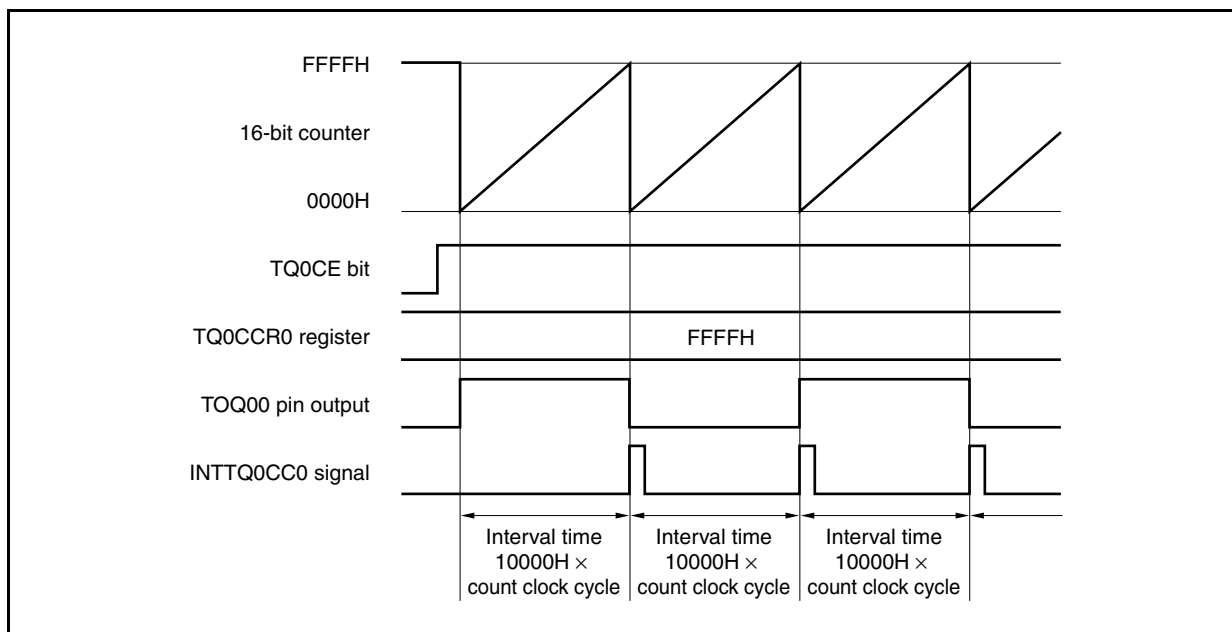 FFFFH
16-bit counter
0000H
TQ0CE bit
TQ0CCR0 register
FFFFH
TOQ00 pin output
INTTQ0CC0 signal
Interval time
10000H ×
count clock cycle
Interval time
10000H ×
count clock cycle
Interval time
10000H ×
count clock cycle